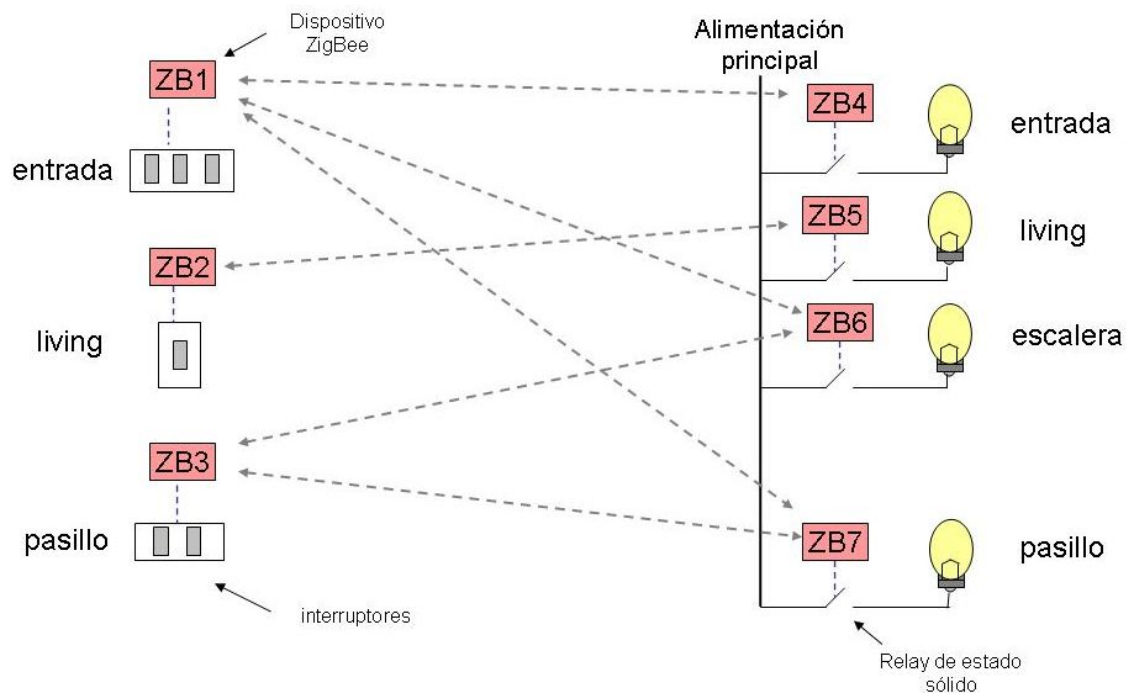 Dispositivo
ZigBee
Alimentación
principal
ZB1
ZB4
entrada
entrada
ZB5
living
ZB2
living
ZB6
escalera
ZB3
pasillo
ZB7
pasillo
interruptores
Relay de estado
sólido